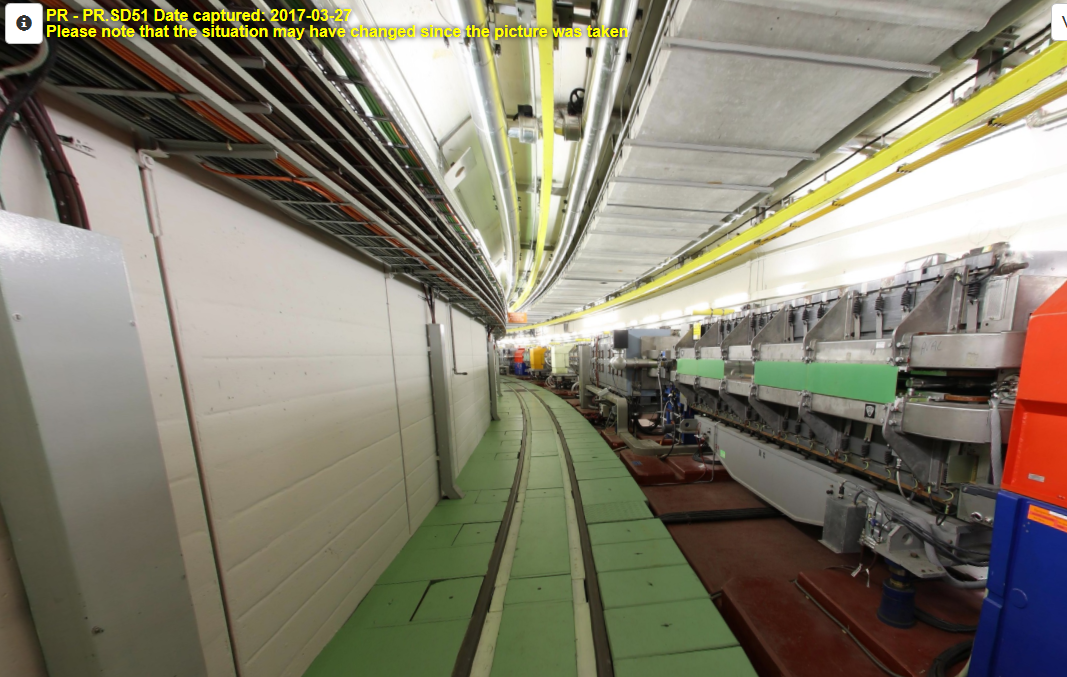 PR - PR.SD51 Date captured: 2017-03-27
Please note that the situation may have changed since the picture was taken